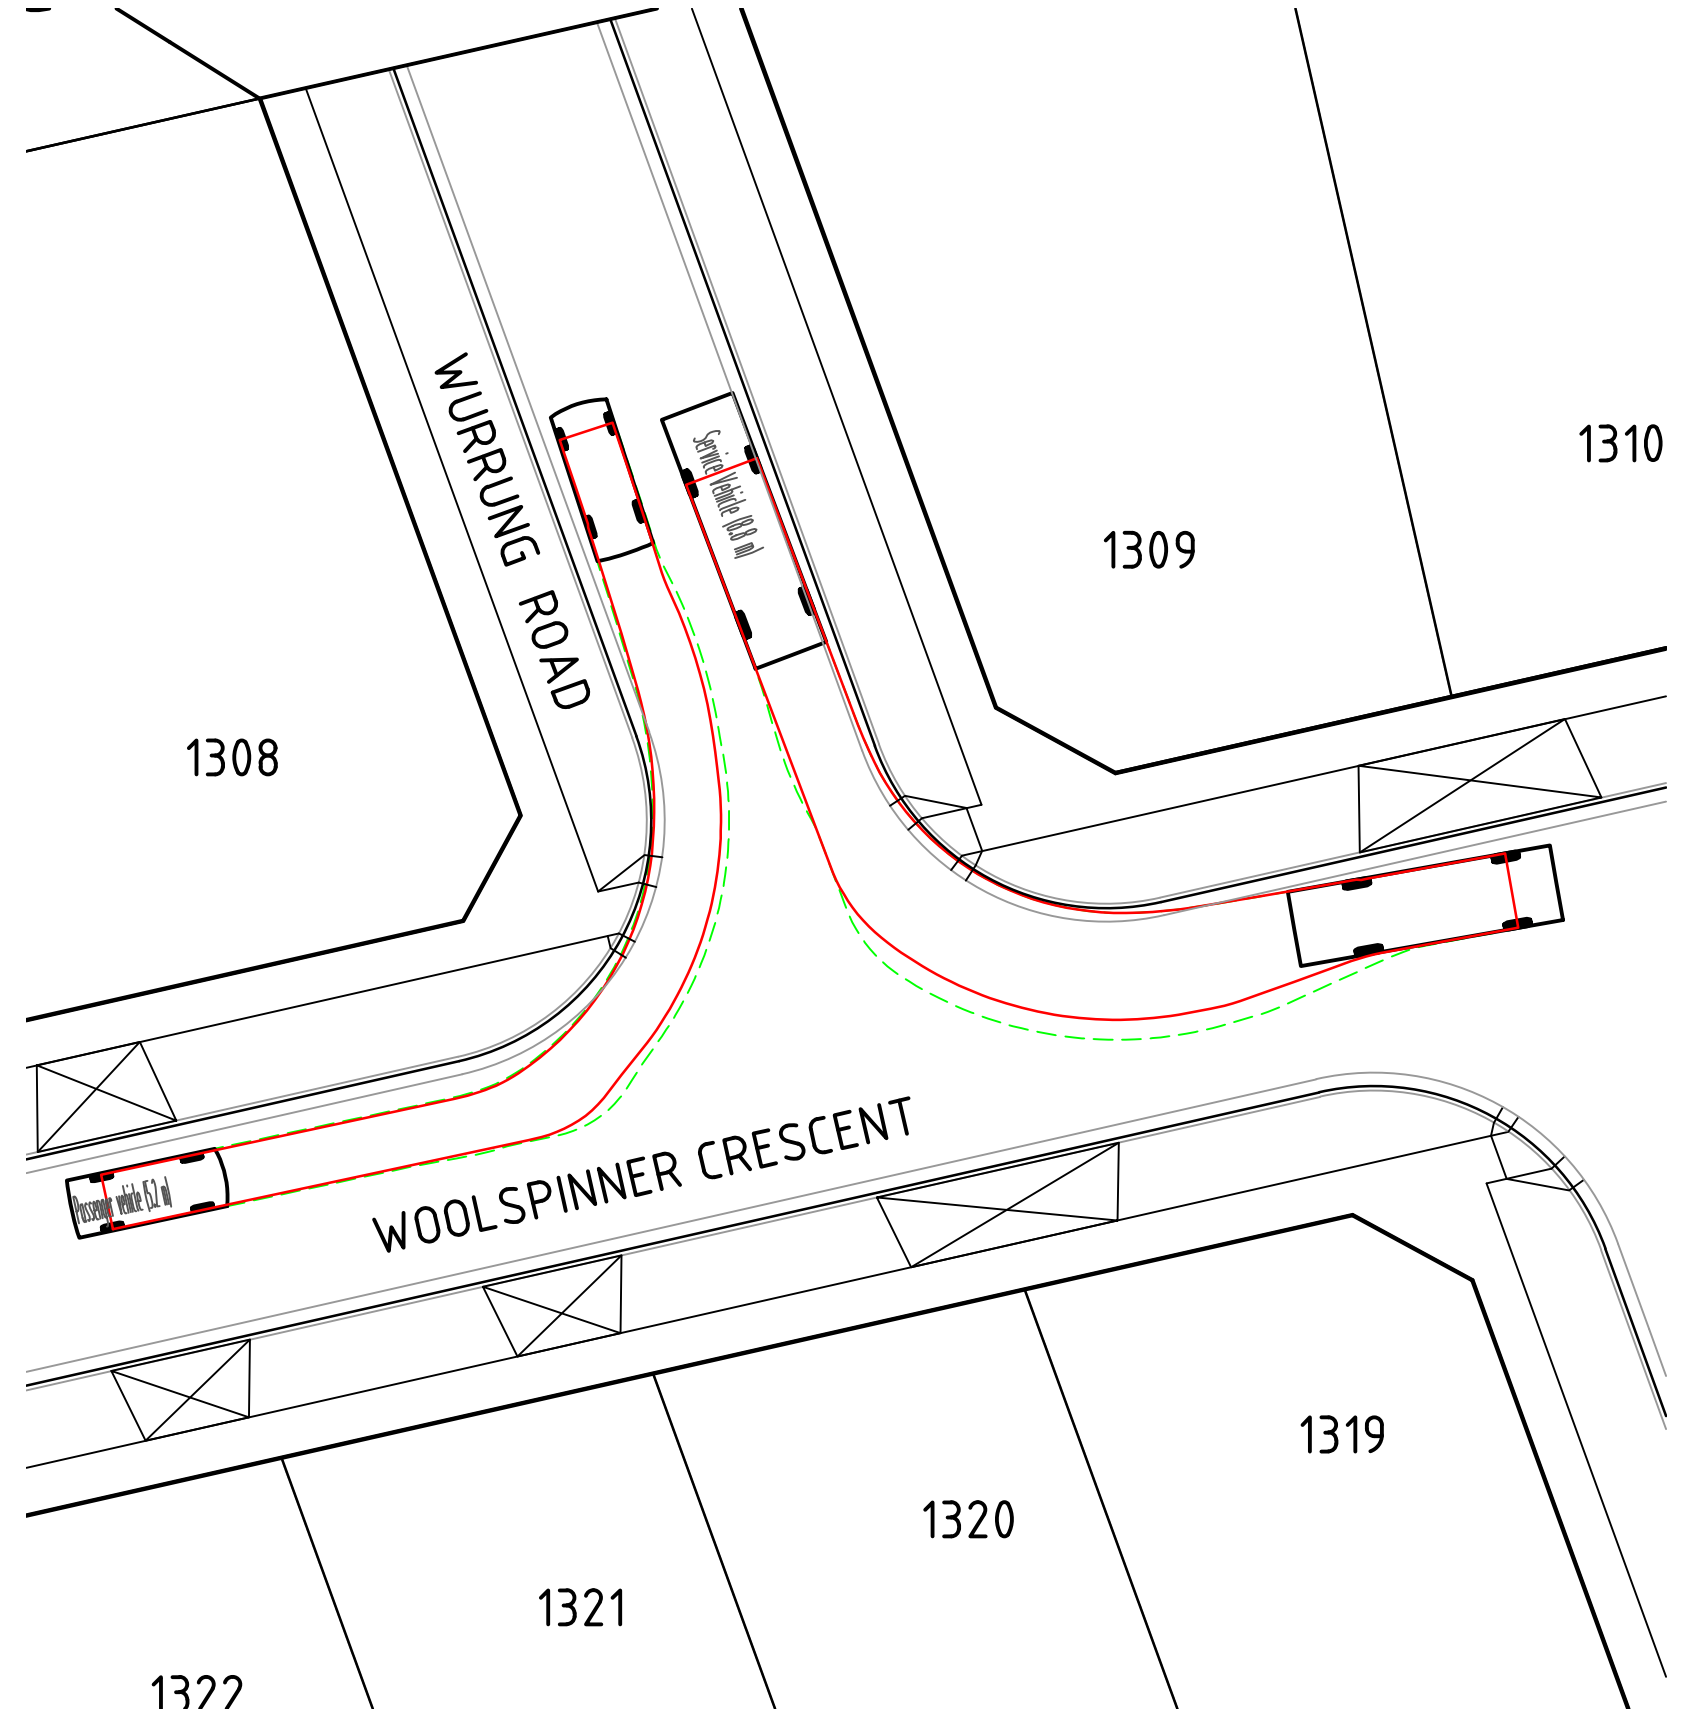 WURRUNG ROAD
Service Vehicle (8.8 m)
1310
1309
1308
Passenger vehicle (5.2 m)
WOOLSPINNER CRESCENT
1319
1320
1321
1322